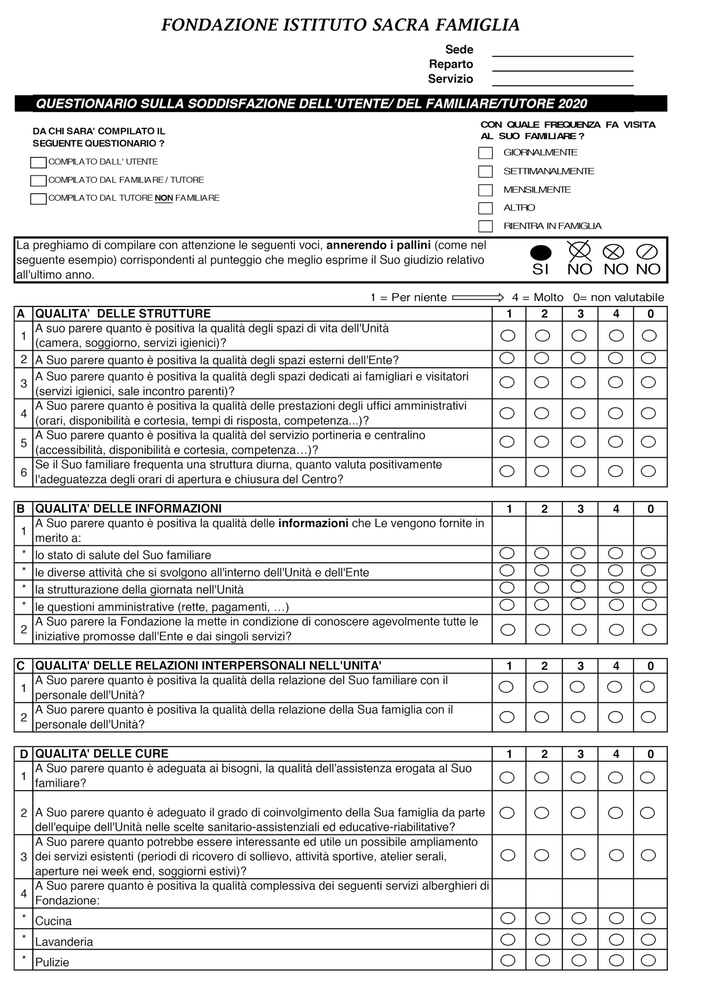 FONDAZIONE ISTITUTO SACRA FAMIGLIA
Sede
Reparto
Servizio
QUESTIONARIO SULLA SODDISFAZIONE DELL'UTENTE/ DEL FAMILIARE/TUTORE 2020
DA CHI SARA' COMPILATO IL
SEGUENTE QUESTIONARIO ?
COMPILATO DALL' UTENTE
COMPILATO DAL FAMILIARE / TUTORE
COMPILATO DAL TUTORE NON FAMILIARE
CON QUALE FREQUENZA FA VISITA
AL SUO FAMILIARE ?
GIORNALMENTE
SETTIMANALMENTE
MENSILMENTE
ALTRO
RIENTRA IN FAMIGLIA
La preghiamo di compilare con attenzione le seguenti voci, annerendo i pallini (come nel
seguente esempio) corrispondenti al punteggio che meglio esprime il Suo giudizio relativo
all'ultimo anno.
SI NO NO NO
1 = Per niente 4 = Molto 0= non valutabile
A QUALITA’ DELLE STRUTTURE 1 2 3 4 0
1 A suo parere quanto è positiva la qualità degli spazi di vita dell'Unità
(camera, soggiorno, servizi igienici)?
2 A Suo parere quanto è positiva la qualità degli spazi esterni dell'Ente?
3 A Suo parere quanto è positiva la qualità degli spazi dedicati ai famigliari e visitatori
(servizi igienici, sale incontro parenti)?
4 A Suo parere quanto è positiva la qualità delle prestazioni degli uffici amministrativi
(orari, disponibilità e cortesia, tempi di risposta, competenza...)?
5 A Suo parere quanto è positiva la qualità del servizio portineria e centralino
(accessibilità, disponibilità e cortesia, competenza…)?
6 Se il Suo familiare frequenta una struttura diurna, quanto valuta positivamente
l'adeguatezza degli orari di apertura e chiusura del Centro?
B QUALITA' DELLE INFORMAZIONI 1 2 3 4 0
1 A Suo parere quanto è positiva la qualità delle informazioni che Le vengono fornite in
merito a:
* lo stato di salute del Suo familiare
* le diverse attività che si svolgono all'interno dell'Unità e dell'Ente
* la strutturazione della giornata nell'Unità
* le questioni amministrative (rette, pagamenti, …)
2 A Suo parere la Fondazione la mette in condizione di conoscere agevolmente tutte le
iniziative promosse dall'Ente e dai singoli servizi?
C QUALITA' DELLE RELAZIONI INTERPERSONALI NELL'UNITA' 1 2 3 4 0
1 A Suo parere quanto è positiva la qualità della relazione del Suo familiare con il
personale dell'Unità?
2 A Suo parere quanto è positiva la qualità della relazione della Sua famiglia con il
personale dell'Unità?
D QUALITA' DELLE CURE 1 2 3 4 0
1 A Suo parere quanto è adeguata ai bisogni, la qualità dell'assistenza erogata al Suo
familiare?
2 A Suo parere quanto è adeguato il grado di coinvolgimento della Sua famiglia da parte
dell'equipe dell'Unità nelle scelte sanitario-assistenziali ed educative-riabilitative?
3 A Suo parere quanto potrebbe essere interessante ed utile un possibile ampliamento
dei servizi esistenti (periodi di ricovero di sollievo, attività sportive, atelier serali,
aperture nei week end, soggiorni estivi)?
4 A Suo parere quanto è positiva la qualità complessiva dei seguenti servizi alberghieri di
Fondazione:
* Cucina
* Lavanderia
* Pulizie